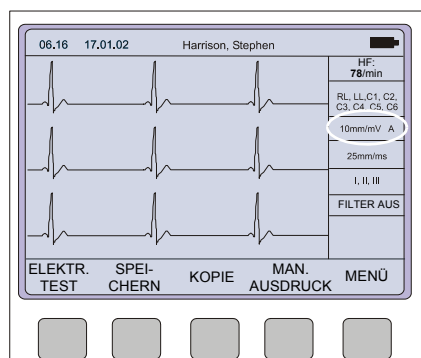 06.16 17.01.02 Harrison, Stephen
HF:
78/min
RL, LL,C1, C2,
C3, C4, C5, C6
10mm/mV A
25mm/ms
I, II, III
FILTER AUS
ELEKTR.
TEST
SPEI-
CHERN
KOPIE
MAN.
AUSDRUCK
MENÜ